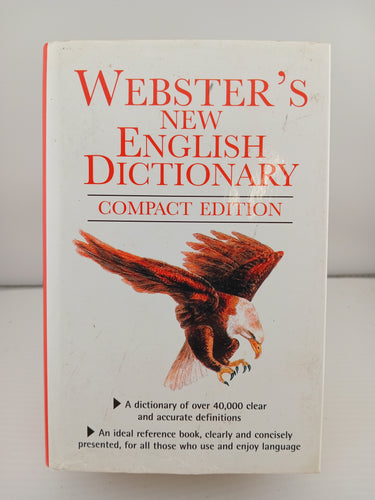 WEBSTER'S
NEW
ENGLISH
DICTIONARY
COMPACT EDITION
▶ A dictionary of over 40,000 clear
and accurate definitions
▶ An ideal reference book, clearly and concisely
presented, for all those who use and enjoy language